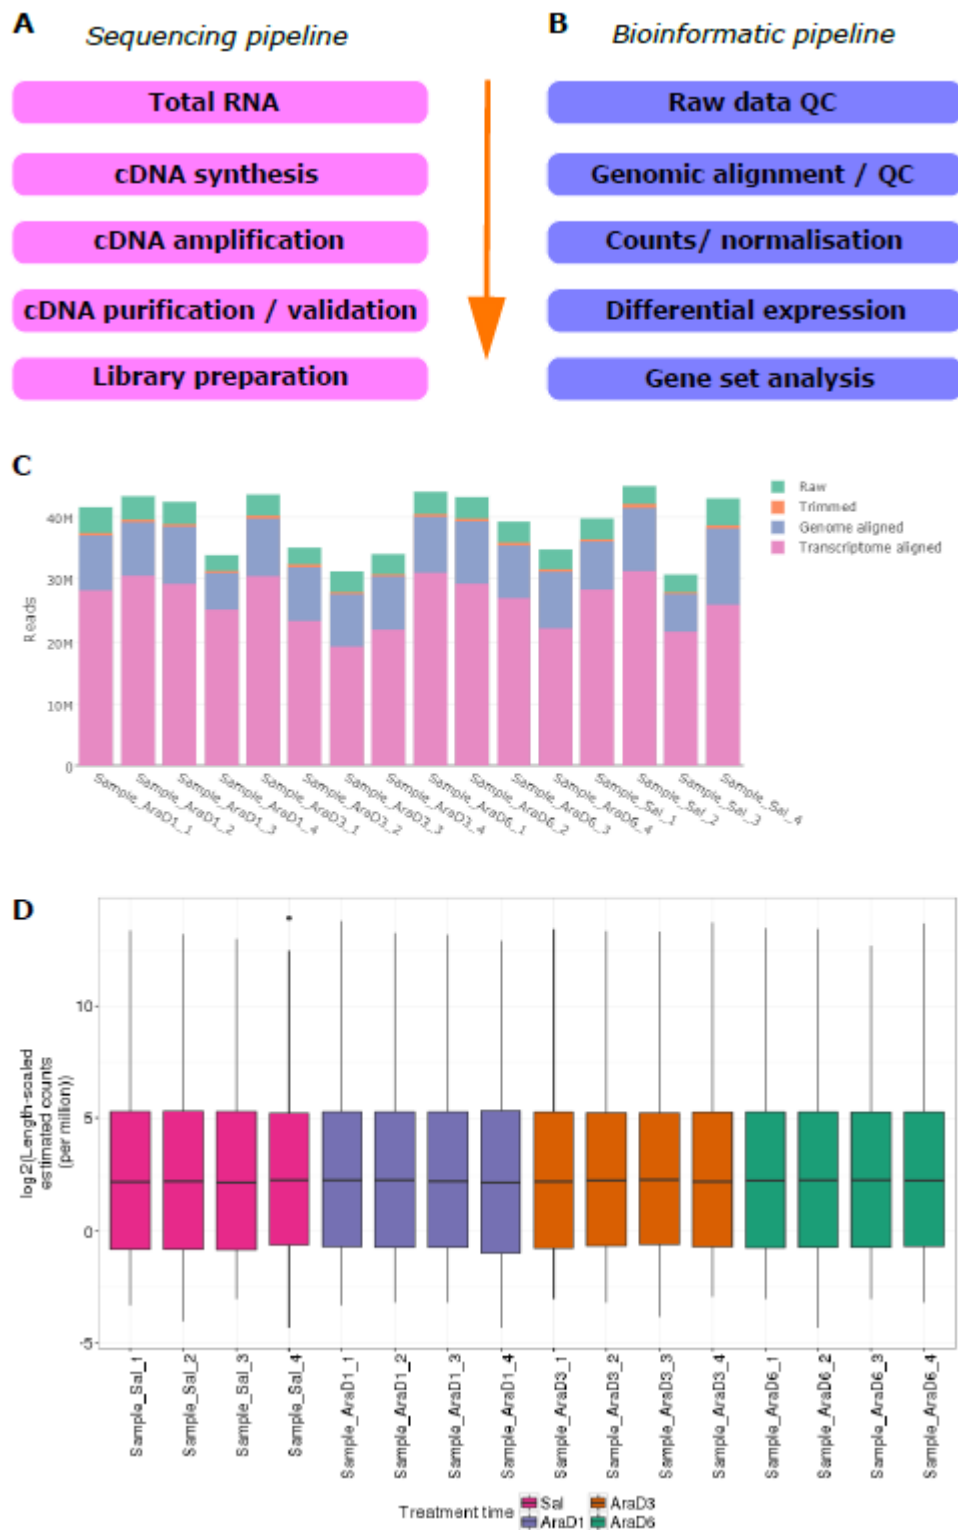 A
Sequencing pipeline
Total RNA
cDNA synthesis
cDNA amplification
cDNA purification / validation
Library preparation
B
Bioinformatic pipeline
Raw data QC
Genomic alignment / QC
Counts/ normalisation
Differential expression
Gene set analysis
C
Reads
40M
30M
20M
10M
0
Raw
Trimmed
Genome aligned
Transcriptome aligned
Sample_AraD1_1
Sample_AraD1_2
Sample_AraD1_3
Sample_AraD1_4
Sample_AraD3_1
Sample_AraD3_2
Sample_AraD3_3
Sample_AraD3_4
Sample_AraD6_1
Sample_AraD6_2
Sample_AraD6_3
Sample_AraD6_4
Sample_Sal_1
Sample_Sal_2
Sample_Sal_3
Sample_Sal_4
D
log2(Length-scaled
estimated counts
(per million))
10
5
0
-5
Sample_Sal_1
Sample_Sal_2
Sample_Sal_3
Sample_Sal_4
Sample_AraD1_1
Sample_AraD1_2
Sample_AraD1_3
Sample_AraD1_4
Sample_AraD3_1
Sample_AraD3_2
Sample_AraD3_3
Sample_AraD3_4
Sample_AraD6_1
Sample_AraD6_2
Sample_AraD6_3
Sample_AraD6_4
Treatment time
Sal
AraD1
AraD3
AraD6